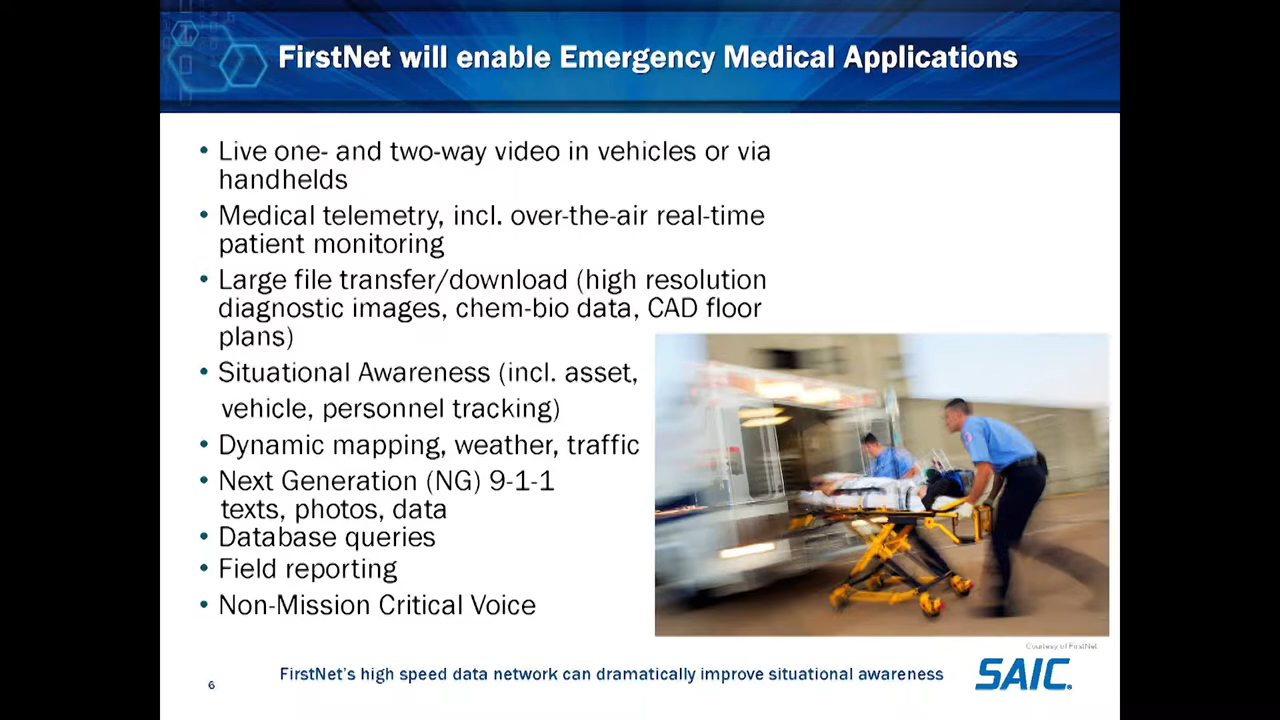 FirstNet will enable Emergency Medical Applications
• Live one- and two-way video in vehicles or via
handhelds
• Medical telemetry, incl. over-the-air real-time
patient monitoring
• Large file transfer/download (high resolution
diagnostic images, chem-bio data, CAD floor
plans)
• Situational Awareness (incl. asset,
vehicle, personnel tracking)
• Dynamic mapping, weather, traffic
• Next Generation (NG) 9-1-1
texts, photos, data
• Database queries
• Field reporting
• Non-Mission Critical Voice
Courtesy of FirstNet
FirstNet's high speed data network can dramatically improve situational awareness
SAIC.
6